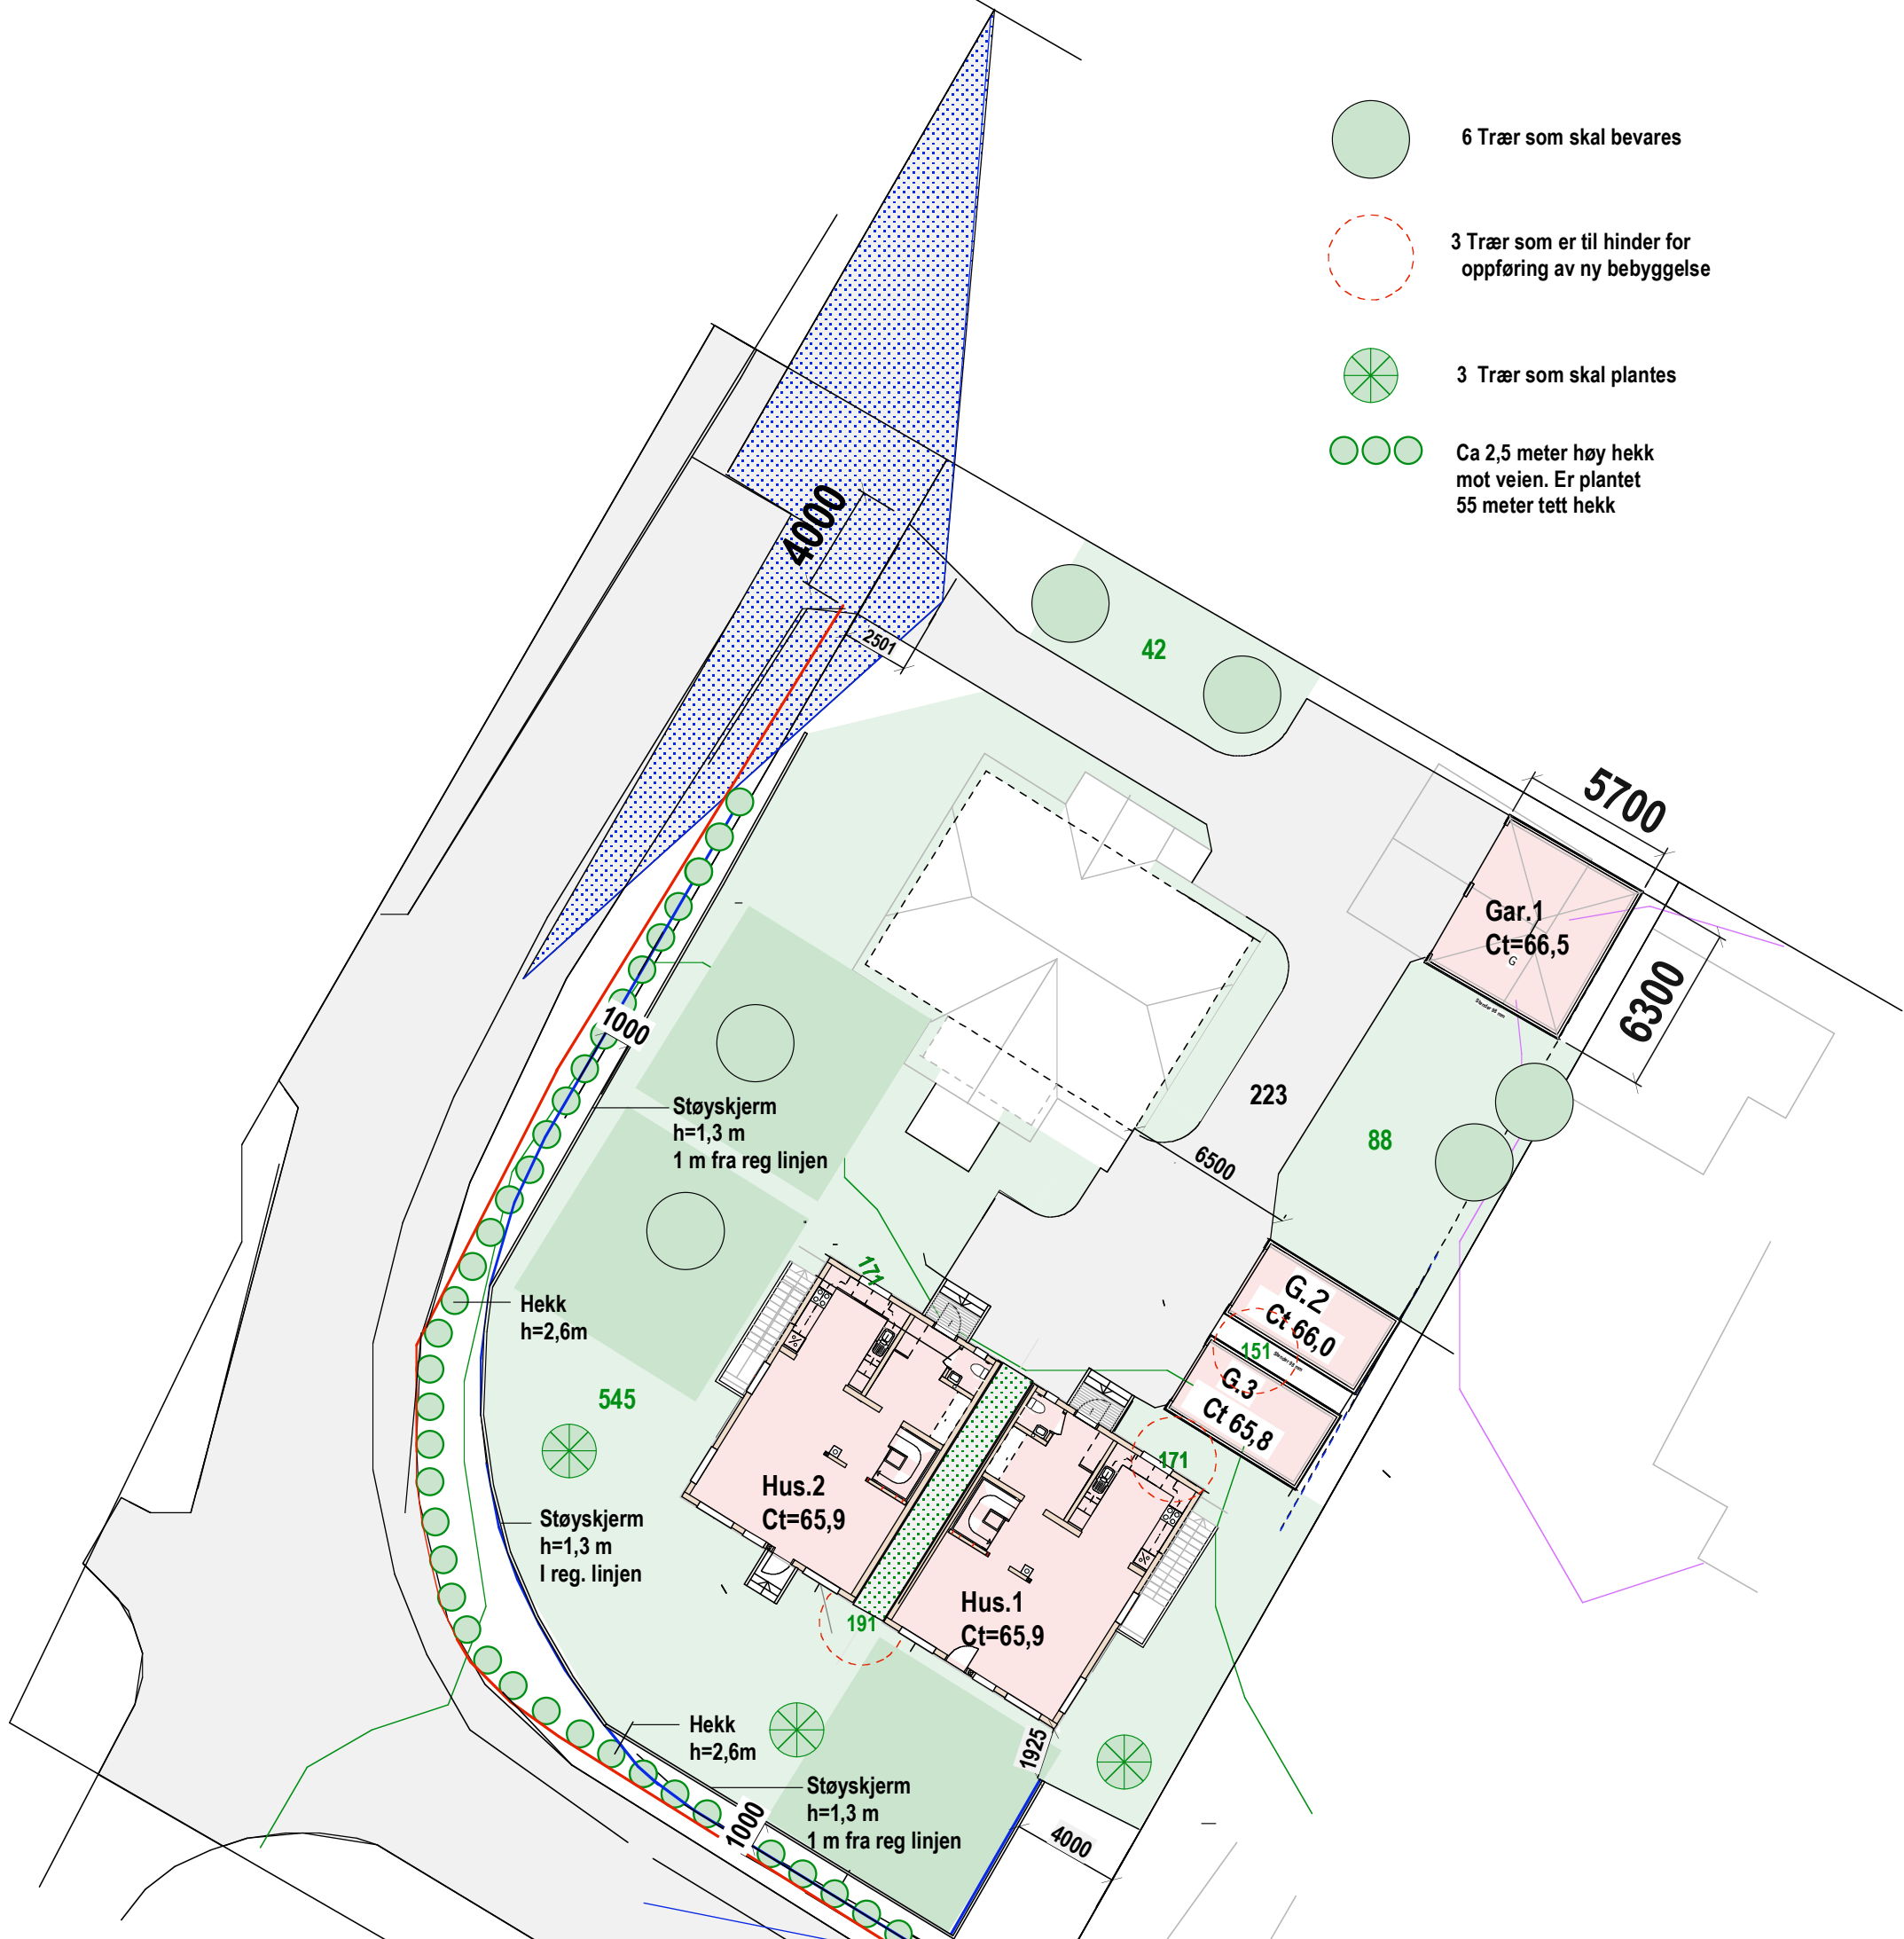 6 Trær som skal bevares
3 Trær som er til hinder for
oppføring av ny bebyggelse
3 Trær som skal plantes
Ca 2,5 meter høy hekk
mot veien. Er plantet
55 meter tett hekk
4000
2501
42
5700
Gar.1
Ct=66,5
G
6300
1000
Støyskjerm
h=1,3 m
1 m fra reg linjen
223
88
6500
171
G.2
Ct 66,0
151
G.3
Ct 65,8
Hekk
h=2,6m
545
171
Hus.2
Ct=65,9
Støyskjerm
h=1,3 m
I reg. linjen
Hus.1
Ct=65,9
191
Hekk
h=2,6m
1925
Støyskjerm
h=1,3 m
1 m fra reg linjen
1000
4000